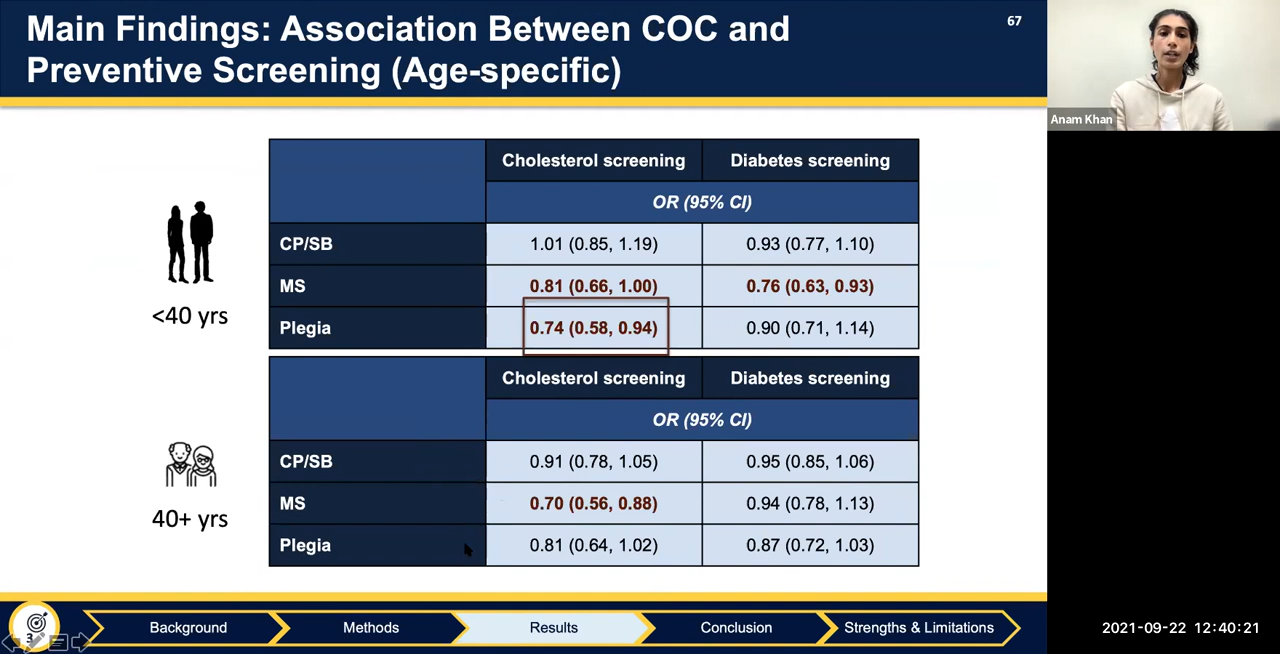 Main Findings: Association Between COC and
Preventive Screening (Age-specific)
67
Anam Khan
Cholesterol screening Diabetes screening
OR (95% CI)
CP/SB 1.01 (0.85, 1.19) 0.93 (0.77, 1.10)
MS 0.81 (0.66, 1.00) 0.76 (0.63, 0.93)
Plegia 0.74 (0.58, 0.94) 0.90 (0.71, 1.14)
<40 yrs
Cholesterol screening Diabetes screening
OR (95% CI)
CP/SB 0.91 (0.78, 1.05) 0.95 (0.85, 1.06)
MS 0.70 (0.56, 0.88) 0.94 (0.78, 1.13)
Plegia 0.81 (0.64, 1.02) 0.87 (0.72, 1.03)
40+ yrs
3
Background Methods Results Conclusion Strengths & Limitations
2021-09-22 12:40:21